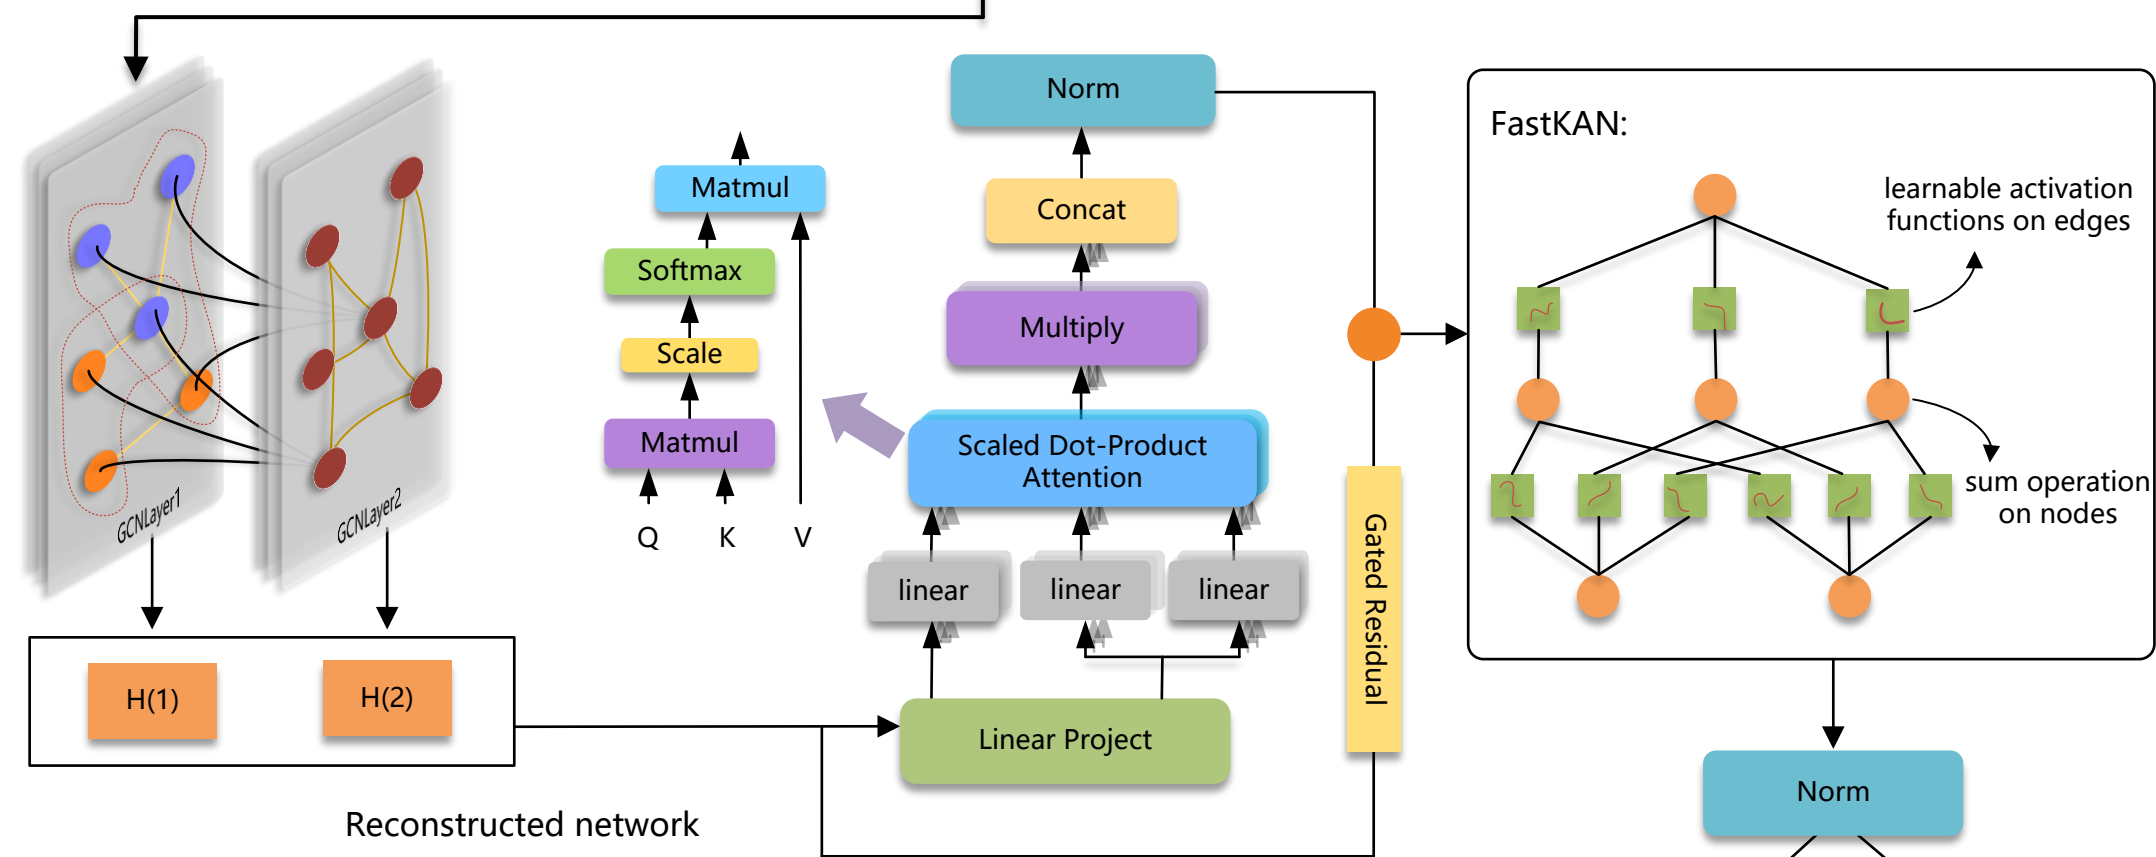 GCNLayer1
GCNLayer2
H(1)
H(2)
Reconstructed network
Matmul
Softmax
Scale
Matmul
Q
K
V
Norm
Concat
Multiply
Scaled Dot-Product
Attention
linear
linear
linear
Linear Project
Gated Residual
FastKAN:
learnable activation
functions on edges
sum operation
on nodes
Norm